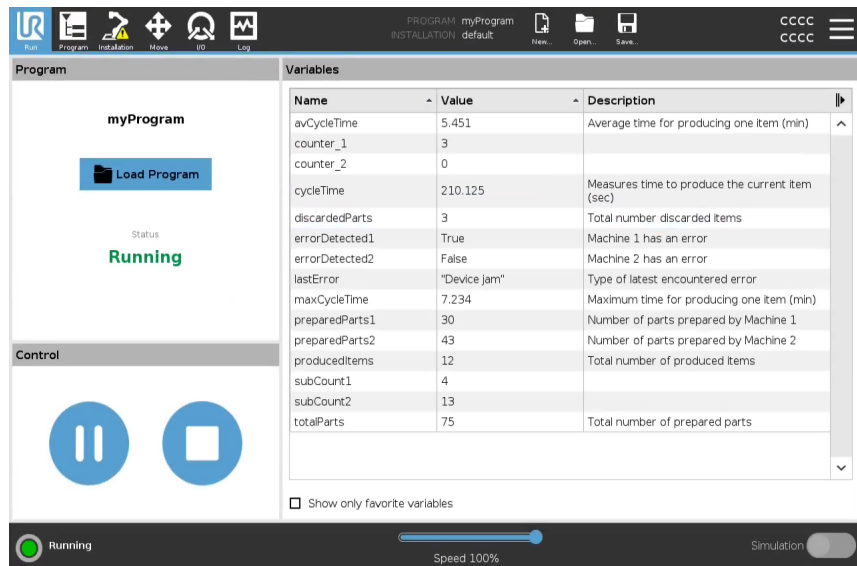 UR
Run
Program
Installation
Move
I/O
Log
PROGRAM myProgram
INSTALLATION default
New...
Open...
Save...
CCCC
CCCC
Program
myProgram
Load Program
Status
Running
Control
Variables
Name Value Description
avCycleTime 5.451 Average time for producing one item (min)
counter_1 3
counter_2 0
cycleTime 210.125 Measures time to produce the current item
(sec)
discardedParts 3 Total number discarded items
errorDetected1 True Machine 1 has an error
errorDetected2 False Machine 2 has an error
lastError "Device jam" Type of latest encountered error
maxCycleTime 7.234 Maximum time for producing one item (min)
preparedParts1 30 Number of parts prepared by Machine 1
preparedParts2 43 Number of parts prepared by Machine 2
producedItems 12 Total number of produced items
subCount1 4
subCount2 13
totalParts 75 Total number of prepared parts
Show only favorite variables
Running
Speed 100%
Simulation